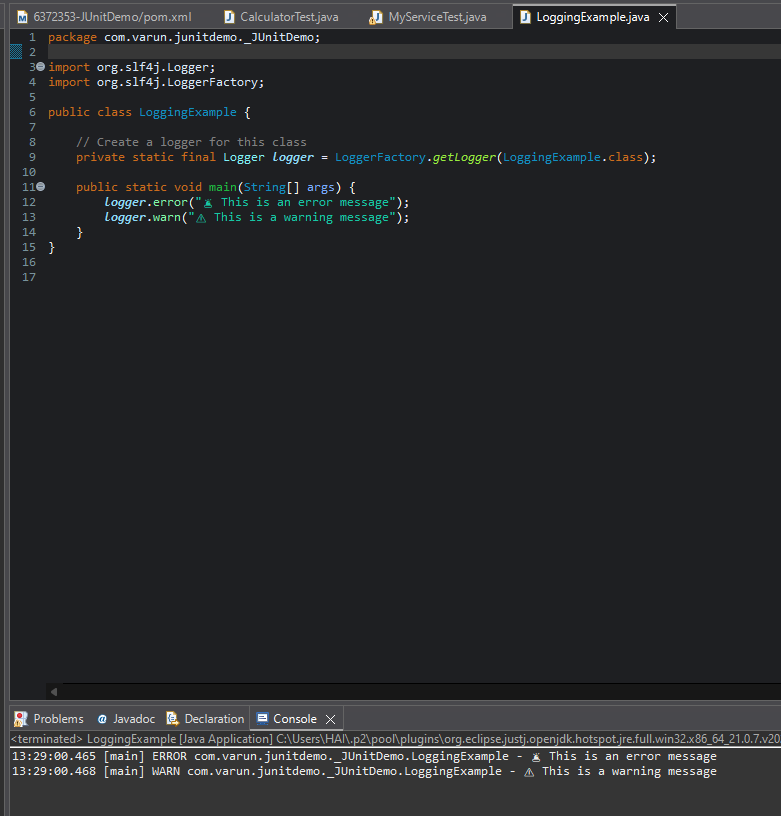 6372353-JUnitDemo/pom.xml CalculatorTest.java MyServiceTest.java LoggingExample.java
1 package com.varun.junitdemo._JUnitDemo;
2
3 import org.slf4j.Logger;
4 import org.slf4j.LoggerFactory;
5
6 public class LoggingExample {
7
8 // Create a logger for this class
9 private static final Logger logger = LoggerFactory.getLogger(LoggingExample.class);
10
11 public static void main(String[] args) {
12 logger.error("🚨 This is an error message");
13 logger.warn("⚠ This is a warning message");
14 }
15 }
16
17
Problems @ Javadoc Declaration Console
<terminated> LoggingExample [Java Application] C:\Users\HAI\.p2\pool\plugins\org.eclipse.justj.openjdk.hotspot.jre.full.win32.x86_64_21.0.7.v20
13:29:00.465 [main] ERROR com.varun.junitdemo._JUnitDemo.LoggingExample - 🚨 This is an error message
13:29:00.468 [main] WARN com.varun.junitdemo._JUnitDemo.LoggingExample - ⚠ This is a warning message